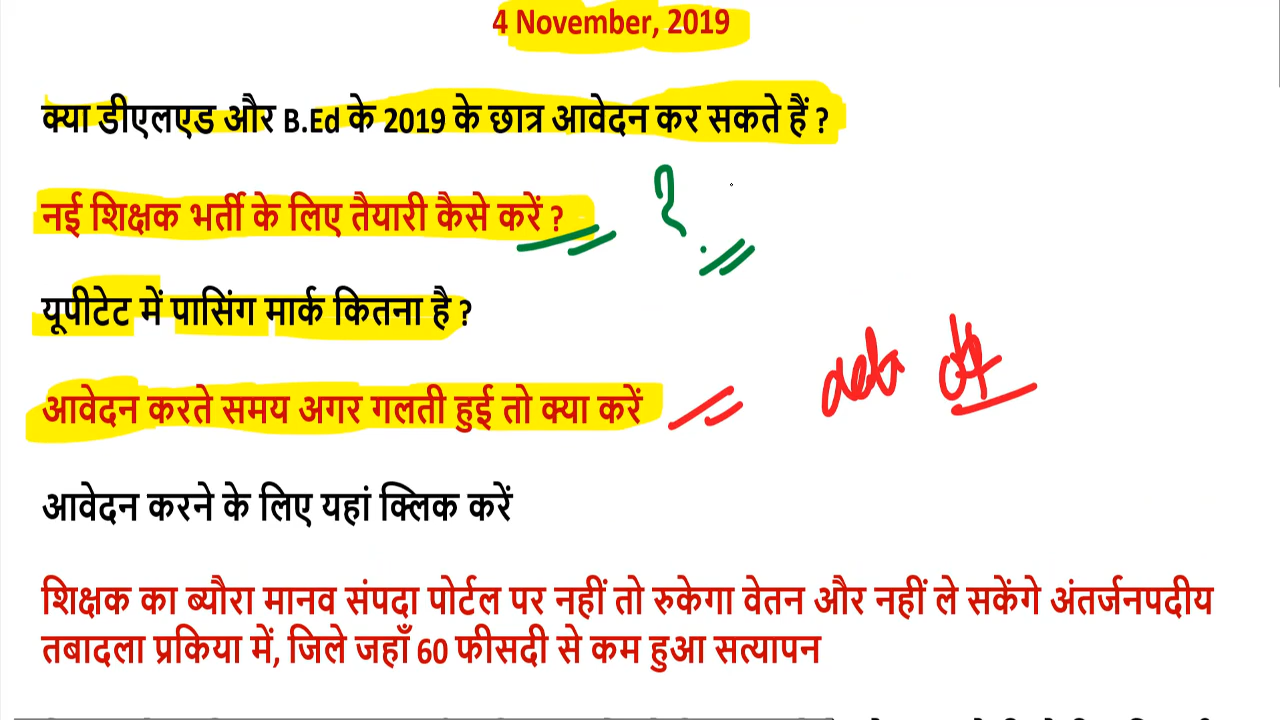 4 November, 2019
क्या डीएलएड और B.Ed के 2019 के छात्र आवेदन कर सकते हैं ?
नई शिक्षक भर्ती के लिए तैयारी कैसे करें ?
?
यूपीटेट में पासिंग मार्क कितना है ?
आवेदन करते समय अगर गलती हुई तो क्या करें
आवेदन करने के लिए यहां क्लिक करें
शिक्षक का ब्यौरा मानव संपदा पोर्टल पर नहीं तो रुकेगा वेतन और नहीं ले सकेंगे अंतर्जनपदीय
तबादला प्रकिया में, जिले जहाँ 60 फीसदी से कम हुआ सत्यापन